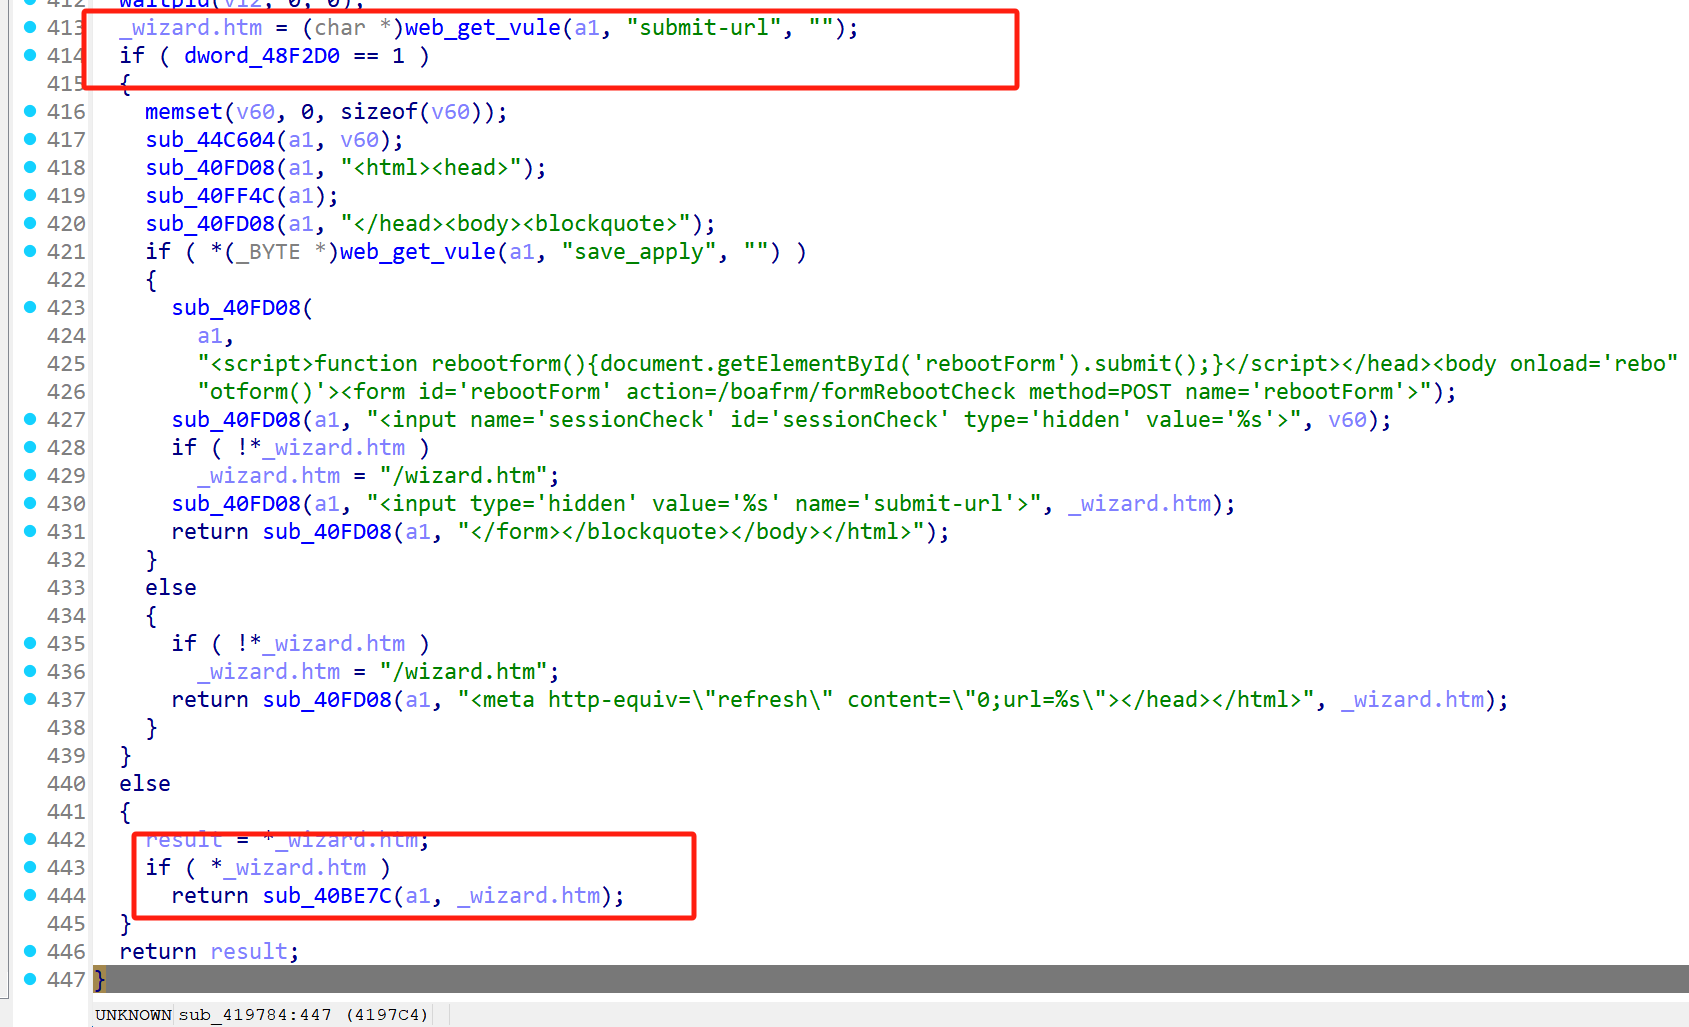 412 waitpid(v12, 0, 0);
413 _wizard.htm = (char *)web_get_vule(a1, "submit-url", "");
414 if ( dword_48F2D0 == 1 )
415 {
416 memset(v60, 0, sizeof(v60));
417 sub_44C604(a1, v60);
418 sub_40FD08(a1, "<html><head>");
419 sub_40FF4C(a1);
420 sub_40FD08(a1, "</head><body><blockquote>");
421 if ( *(_BYTE *)web_get_vule(a1, "save_apply", "") )
422 {
423 sub_40FD08(
424 a1,
425 "<script>function rebootform(){document.getElementById('rebootForm').submit();}</script></head><body onload='rebo"
426 "otform()'><form id='rebootForm' action=/boafrm/formRebootCheck method=POST name='rebootForm'>");
427 sub_40FD08(a1, "<input name='sessionCheck' id='sessionCheck' type='hidden' value='%s'>", v60);
428 if ( !*_wizard.htm )
429 _wizard.htm = "/wizard.htm";
430 sub_40FD08(a1, "<input type='hidden' value='%s' name='submit-url'>", _wizard.htm);
431 return sub_40FD08(a1, "</form></blockquote></body></html>");
432 }
433 else
434 {
435 if ( !*_wizard.htm )
436 _wizard.htm = "/wizard.htm";
437 return sub_40FD08(a1, "<meta http-equiv=\"refresh\" content=\"0;url=%s\"></head></html>", _wizard.htm);
438 }
439 }
440 else
441 {
442 result = *_wizard.htm;
443 if ( *_wizard.htm )
444 return sub_40BE7C(a1, _wizard.htm);
445 }
446 return result;
447 }
UNKNOWN sub_419784:447 (4197C4)